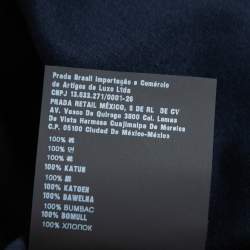 Prada Brasil Importação e Comércio
de Artigos de Luxo Ltda
CNPJ 13.033.271/0001-26
PRADA RETAIL MÉXICO, S DE RL DE CV
AV. Vasco De Quiroga 3800 Col. Lomas
De Vista Hermosa Cuajimalpa De Morelos
C.P. 05100 Ciudad De México-México
100% 棉
100% 綿
100% 면
100% KATUN
100% 棉
100% KATOEN
100% BAWEŁNA
100% BUMBAC
100% BOMULL
100% ХЛОПОК